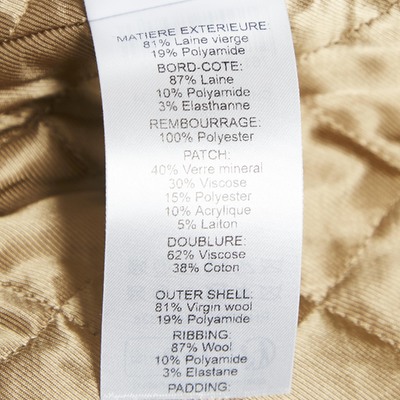 MATIERE EXTERIEURE:
81% Laine vierge
19% Polyamide
BORD-COTE:
87% Laine
10% Polyamide
3% Elasthanne
REMBOURRAGE:
100% Polyester
PATCH:
40% Verre mineral
30% Viscose
15% Polyester
10% Acrylique
5% Laiton
DOUBLURE:
62% Viscose
38% Coton
OUTER SHELL:
81% Virgin wool
19% Polyamide
RIBBING:
87% Wool
10% Polyamide
3% Elastane
PADDING: